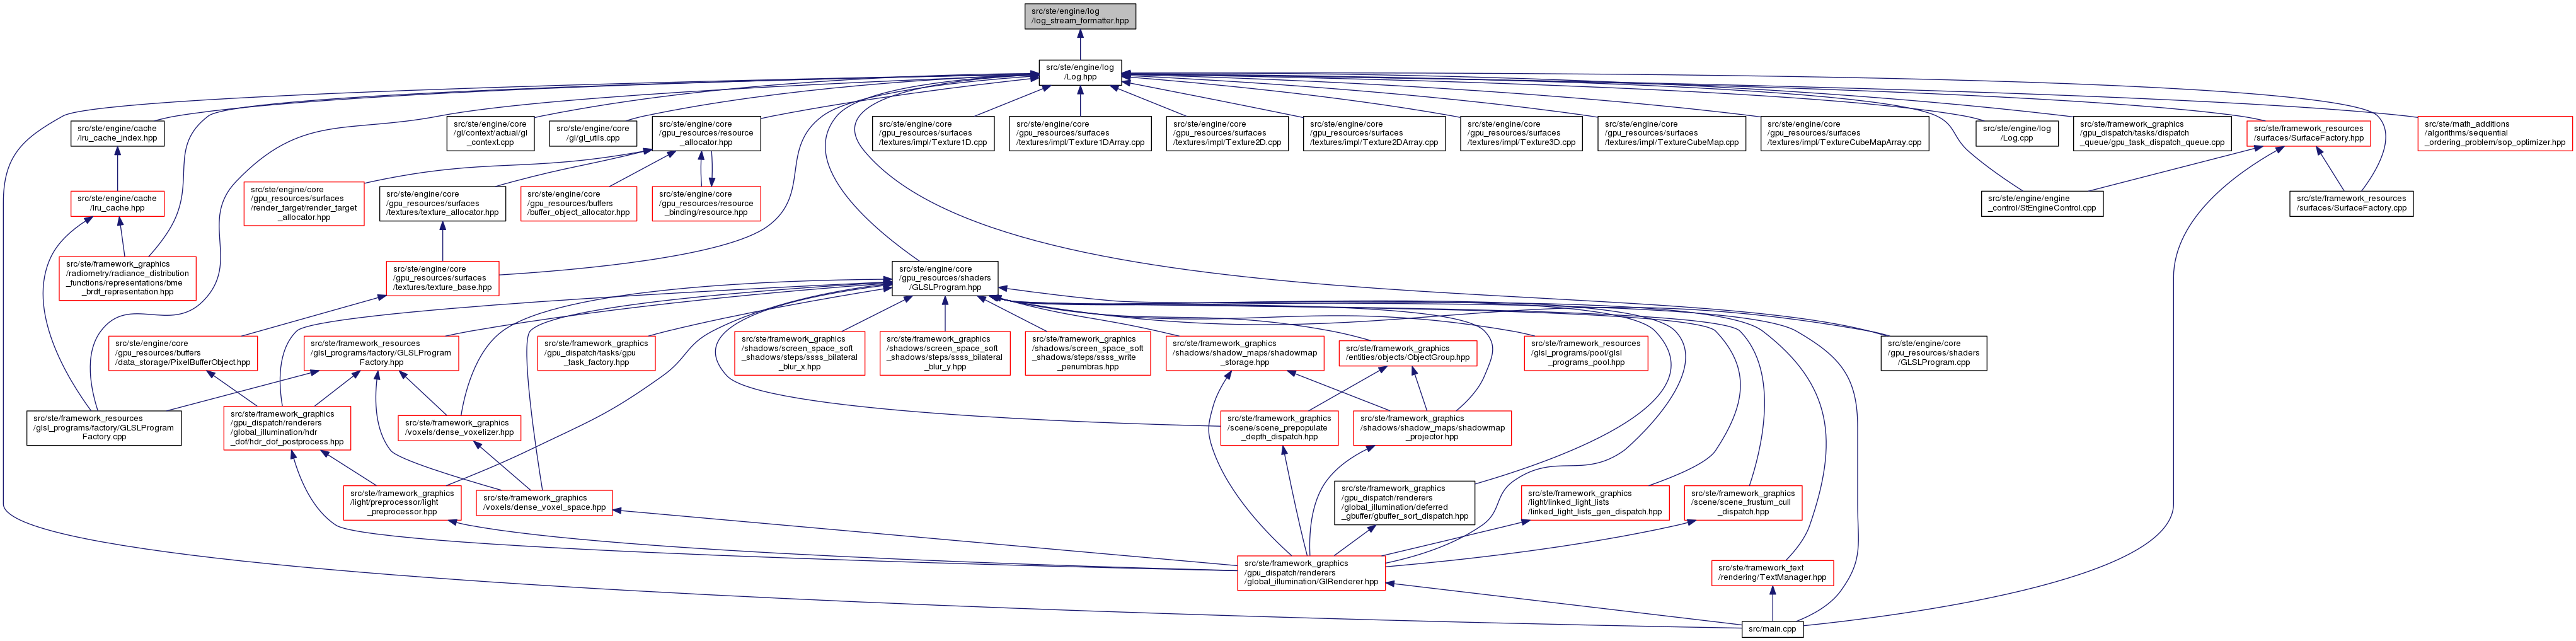 src/ste/engine/log
/log_stream_formatter.hpp
src/ste/engine/log
/Log.hpp
src/ste/engine/cache
/lru_cache_index.hpp
src/ste/engine/core
/gl/context/actual/gl
_context.cpp
src/ste/engine/core
/gl/gl_utils.cpp
src/ste/engine/core
/gpu_resources/resource
_allocator.hpp
src/ste/engine/core
/gpu_resources/surfaces
/textures/impl/Texture1D.cpp
src/ste/engine/core
/gpu_resources/surfaces
/textures/impl/Texture1DArray.cpp
src/ste/engine/core
/gpu_resources/surfaces
/textures/impl/Texture2D.cpp
src/ste/engine/core
/gpu_resources/surfaces
/textures/impl/Texture2DArray.cpp
src/ste/engine/core
/gpu_resources/surfaces
/textures/impl/Texture3D.cpp
src/ste/engine/core
/gpu_resources/surfaces
/textures/impl/TextureCubeMap.cpp
src/ste/engine/core
/gpu_resources/surfaces
/textures/impl/TextureCubeMapArray.cpp
src/ste/engine/log
/Log.cpp
src/ste/framework_graphics
/gpu_dispatch/tasks/dispatch
_queue/gpu_task_dispatch_queue.cpp
src/ste/framework_resources
/surfaces/SurfaceFactory.hpp
src/ste/math_additions
/algorithms/sequential
_ordering_problem/sop_optimizer.hpp
src/ste/engine/cache
/lru_cache.hpp
src/ste/engine/core
/gpu_resources/surfaces
/render_target/render_target
_allocator.hpp
src/ste/engine/core
/gpu_resources/surfaces
/textures/texture_allocator.hpp
src/ste/engine/core
/gpu_resources/buffers
/buffer_object_allocator.hpp
src/ste/engine/core
/gpu_resources/resource
_binding/resource.hpp
src/ste/engine/engine
_control/StEngineControl.cpp
src/ste/framework_resources
/surfaces/SurfaceFactory.cpp
src/ste/framework_graphics
/radiometry/radiance_distribution
_functions/representations/bme
_brdf_representation.hpp
src/ste/engine/core
/gpu_resources/surfaces
/textures/texture_base.hpp
src/ste/engine/core
/gpu_resources/shaders
/GLSLProgram.hpp
src/ste/engine/core
/gpu_resources/buffers
/data_storage/PixelBufferObject.hpp
src/ste/framework_resources
/glsl_programs/factory/GLSLProgram
Factory.hpp
src/ste/framework_graphics
/gpu_dispatch/tasks/gpu
_task_factory.hpp
src/ste/framework_graphics
/shadows/screen_space_soft
_shadows/steps/ssss_bilateral
_blur_x.hpp
src/ste/framework_graphics
/shadows/screen_space_soft
_shadows/steps/ssss_bilateral
_blur_y.hpp
src/ste/framework_graphics
/shadows/screen_space_soft
_shadows/steps/ssss_write
_penumbras.hpp
src/ste/framework_graphics
/shadows/shadow_maps/shadowmap
_storage.hpp
src/ste/framework_graphics
/entities/objects/ObjectGroup.hpp
src/ste/framework_resources
/glsl_programs/pool/glsl
_programs_pool.hpp
src/ste/engine/core
/gpu_resources/shaders
/GLSLProgram.cpp
src/ste/framework_resources
/glsl_programs/factory/GLSLProgram
Factory.cpp
src/ste/framework_graphics
/gpu_dispatch/renderers
/global_illumination/hdr
_dof/hdr_dof_postprocess.hpp
src/ste/framework_graphics
/voxels/dense_voxelizer.hpp
src/ste/framework_graphics
/scene/scene_prepopulate
_depth_dispatch.hpp
src/ste/framework_graphics
/shadows/shadow_maps/shadowmap
_projector.hpp
src/ste/framework_graphics
/light/preprocessor/light
_preprocessor.hpp
src/ste/framework_graphics
/voxels/dense_voxel_space.hpp
src/ste/framework_graphics
/gpu_dispatch/renderers
/global_illumination/deferred
_gbuffer/gbuffer_sort_dispatch.hpp
src/ste/framework_graphics
/light/linked_light_lists
/linked_light_lists_gen_dispatch.hpp
src/ste/framework_graphics
/scene/scene_frustum_cull
_dispatch.hpp
src/ste/framework_graphics
/gpu_dispatch/renderers
/global_illumination/GIRenderer.hpp
src/ste/framework_text
/rendering/TextManager.hpp
src/main.cpp